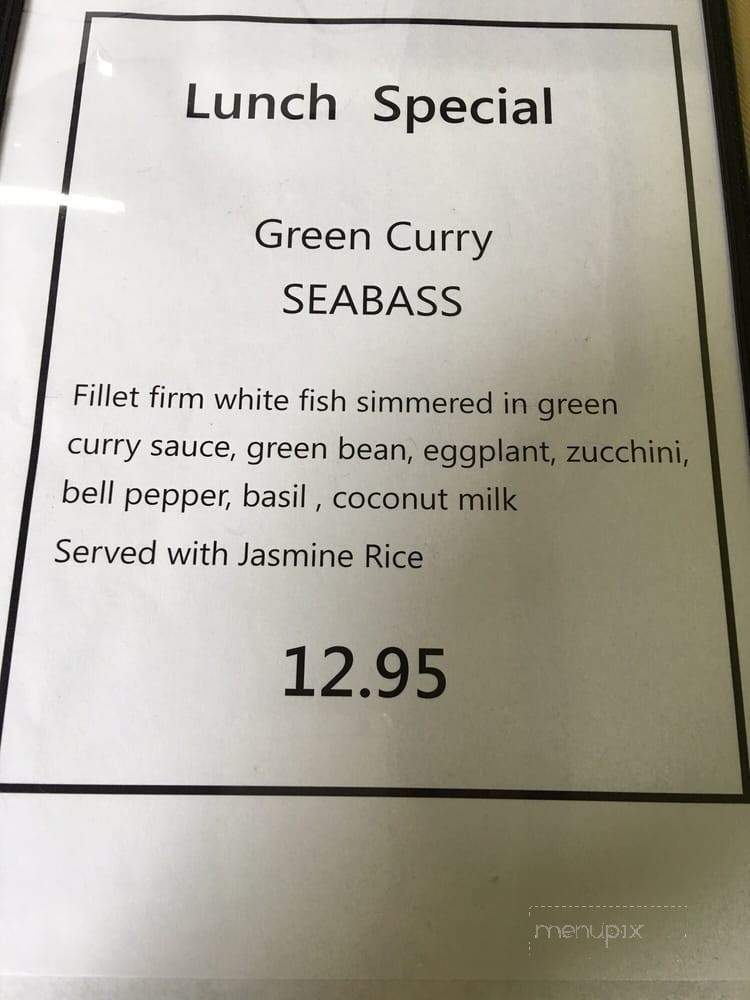 Lunch Special
Green Curry
SEABASS
Fillet firm white fish simmered in green
curry sauce, green bean, eggplant, zucchini,
bell pepper, basil , coconut milk
Served with Jasmine Rice
12.95
menupix